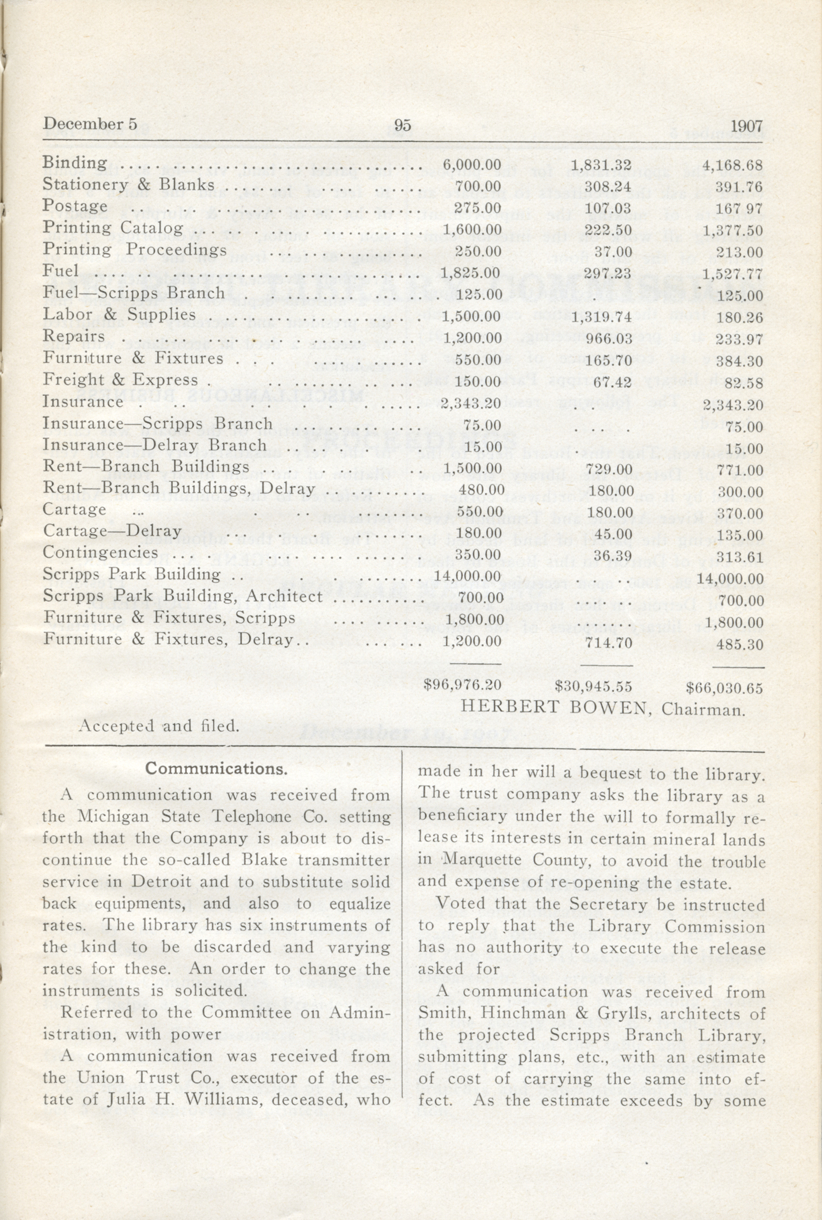 December 5 95 1907
Binding ..... ................................ 6,000.00 1,831.32 4,168.68
Stationery & Blanks ........ .... ...... 700.00 308.24 391.76
Postage .. . .. .......................... 275.00 107.03 167 97
Printing Catalog ... .. . .. . ............. 1,600.00 222.50 1,377.50
Printing Proceedings ... .. ............. 250.00 37.00 213.00
Fuel .... .. ........... . ..... . ....... 1,825.00 297.23 1,527.77
Fuel—Scripps Branch . . ......... ... .. . 125.00 . 125.00
Labor & Supplies . .... ............... . 1,500.00 1,319.74 180.26
Repairs . . .... . ........... .... 1,200.00 966.03 233.97
Furniture & Fixtures . . . .... .. ...... 550.00 165.70 384.30
Freight & Express . .. ........ .. ... 150.00 67.42 82.58
Insurance . .. . . . . ...... 2,343.20 . . 2,343.20
Insurance—Scripps Branch ... .. .. .... 75.00 . . . . 75.00
Insurance—Delray Branch .. ... . . . 15.00 15.00
Rent—Branch Buildings .. . . .. .. 1,500.00 729.00 771.00
Rent—Branch Buildings, Delray .. ......... 480.00 180.00 300.00
Cartage ... . . .. ........ 550.00 180.00 370.00
Cartage—Delray .... . .............. 180.00 45.00 135.00
Contingencies ... . .... .. .......... 350.00 36.39 313.61
Scripps Park Building .. . . ........ 14,000.00 . . .. 14,000.00
Scripps Park Building, Architect ........... 700.00 .... .. 700.00
Furniture & Fixtures, Scripps .... .. ...... 1,800.00 ....... 1,800.00
Furniture & Fixtures, Delray.. ... ... 1,200.00 714.70 485.30
$96,976.20 $30,945.55 $66,030.65
HERBERT BOWEN, Chairman.
Accepted and filed.
Communications.
A communication was received from
the Michigan State Telephone Co. setting
forth that the Company is about to dis-
continue the so-called Blake transmitter
service in Detroit and to substitute solid
back equipments, and also to equalize
rates. The library has six instruments of
the kind to be discarded and varying
rates for these. An order to change the
instruments is solicited.
Referred to the Committee on Admin-
istration, with power
A communication was received from
the Union Trust Co., executor of the es-
tate of Julia H. Williams, deceased, who
made in her will a bequest to the library.
The trust company asks the library as a
beneficiary under the will to formally re-
lease its interests in certain mineral lands
in Marquette County, to avoid the trouble
and expense of re-opening the estate.
Voted that the Secretary be instructed
to reply that the Library Commission
has no authority to execute the release
asked for
A communication was received from
Smith, Hinchman & Grylls, architects of
the projected Scripps Branch Library,
submitting plans, etc., with an estimate
of cost of carrying the same into ef-
fect. As the estimate exceeds by some